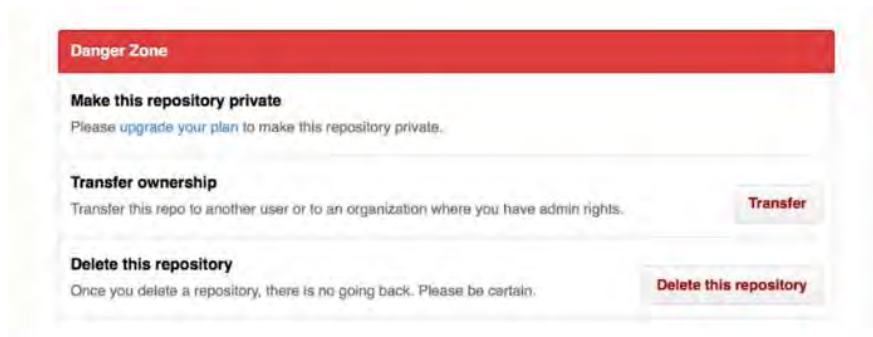 Danger Zone
Make this repository private
Please upgrade your plan to make this repository private.
Transfer ownership
Transfer this repo to another user or to an organization where you have admin rights.
Transfer
Delete this repository
Once you delete a repository, there is no going back. Please be certain.
Delete this repository